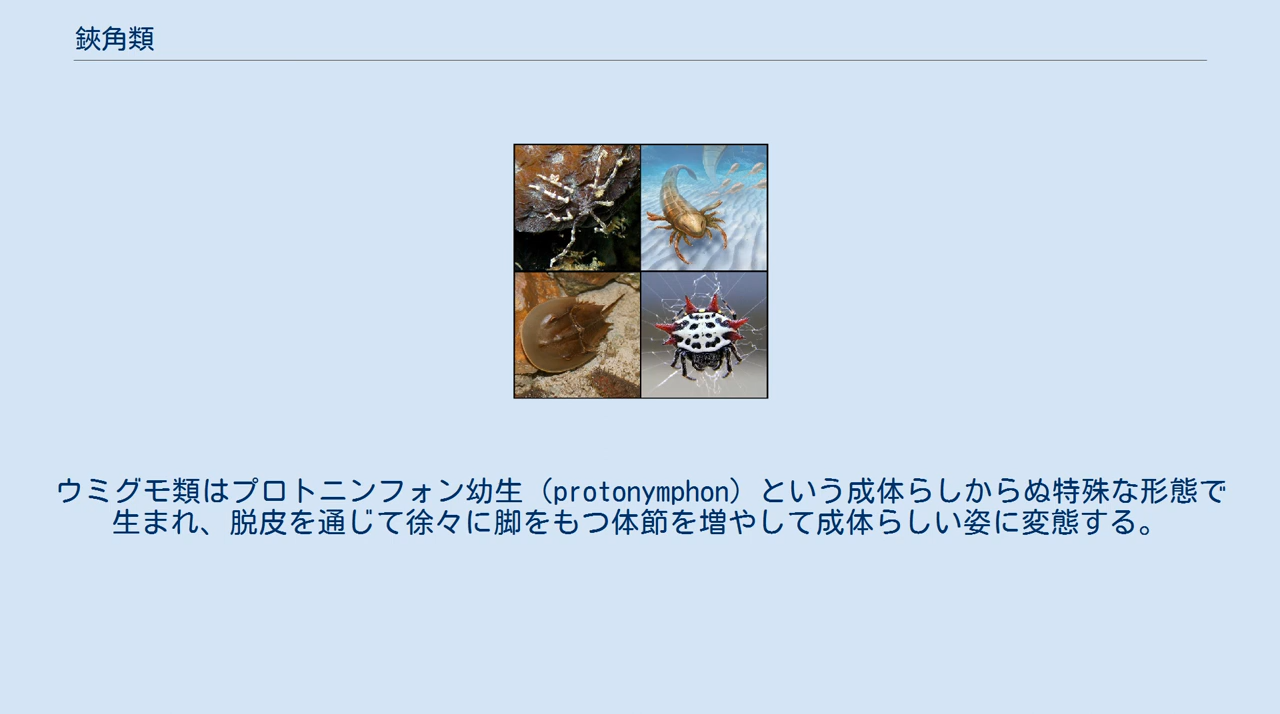 鋏角類
ウミグモ類はプロトニンフォン幼生（protonymphon）という成体らしからぬ特殊な形態で
生まれ、脱皮を通じて徐々に脚をもつ体節を増やして成体らしい姿に変態する。